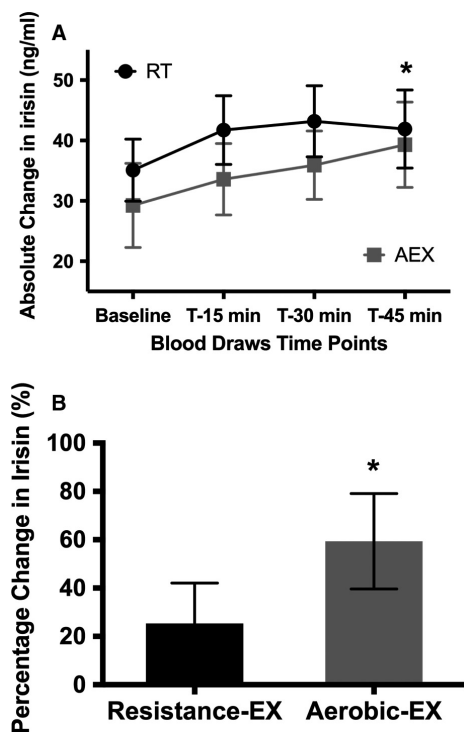 A
Absolute Change in irisin (ng/ml)
50
40
30
20
RT
*
AEX
Baseline T-15 min T-30 min T-45 min
Blood Draws Time Points
B
Percentage Change in Irisin (%)
100
80
60
40
20
0
*
Resistance-EX Aerobic-EX